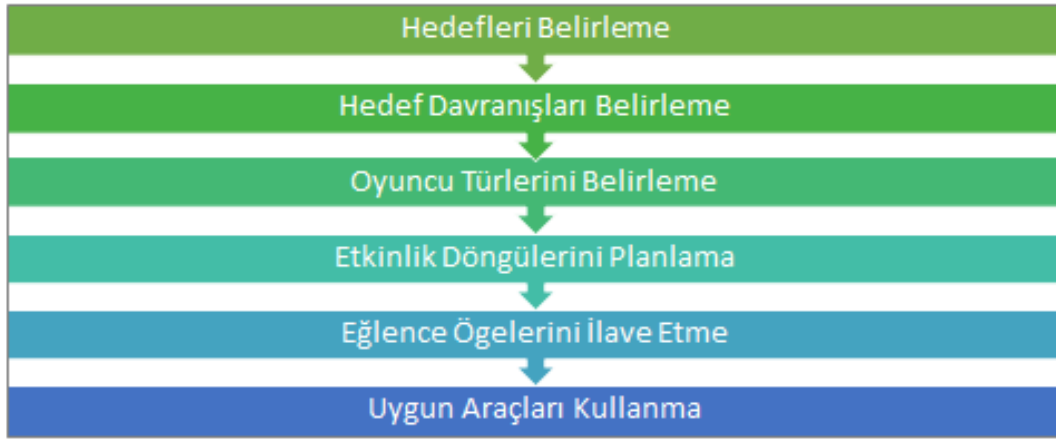 Hedefleri Belirleme
Hedef Davranışları Belirleme
Oyuncu Türlerini Belirleme
Etkinlik Döngülerini Planlama
Eğlence Ögelerini İlave Etme
Uygun Araçları Kullanma